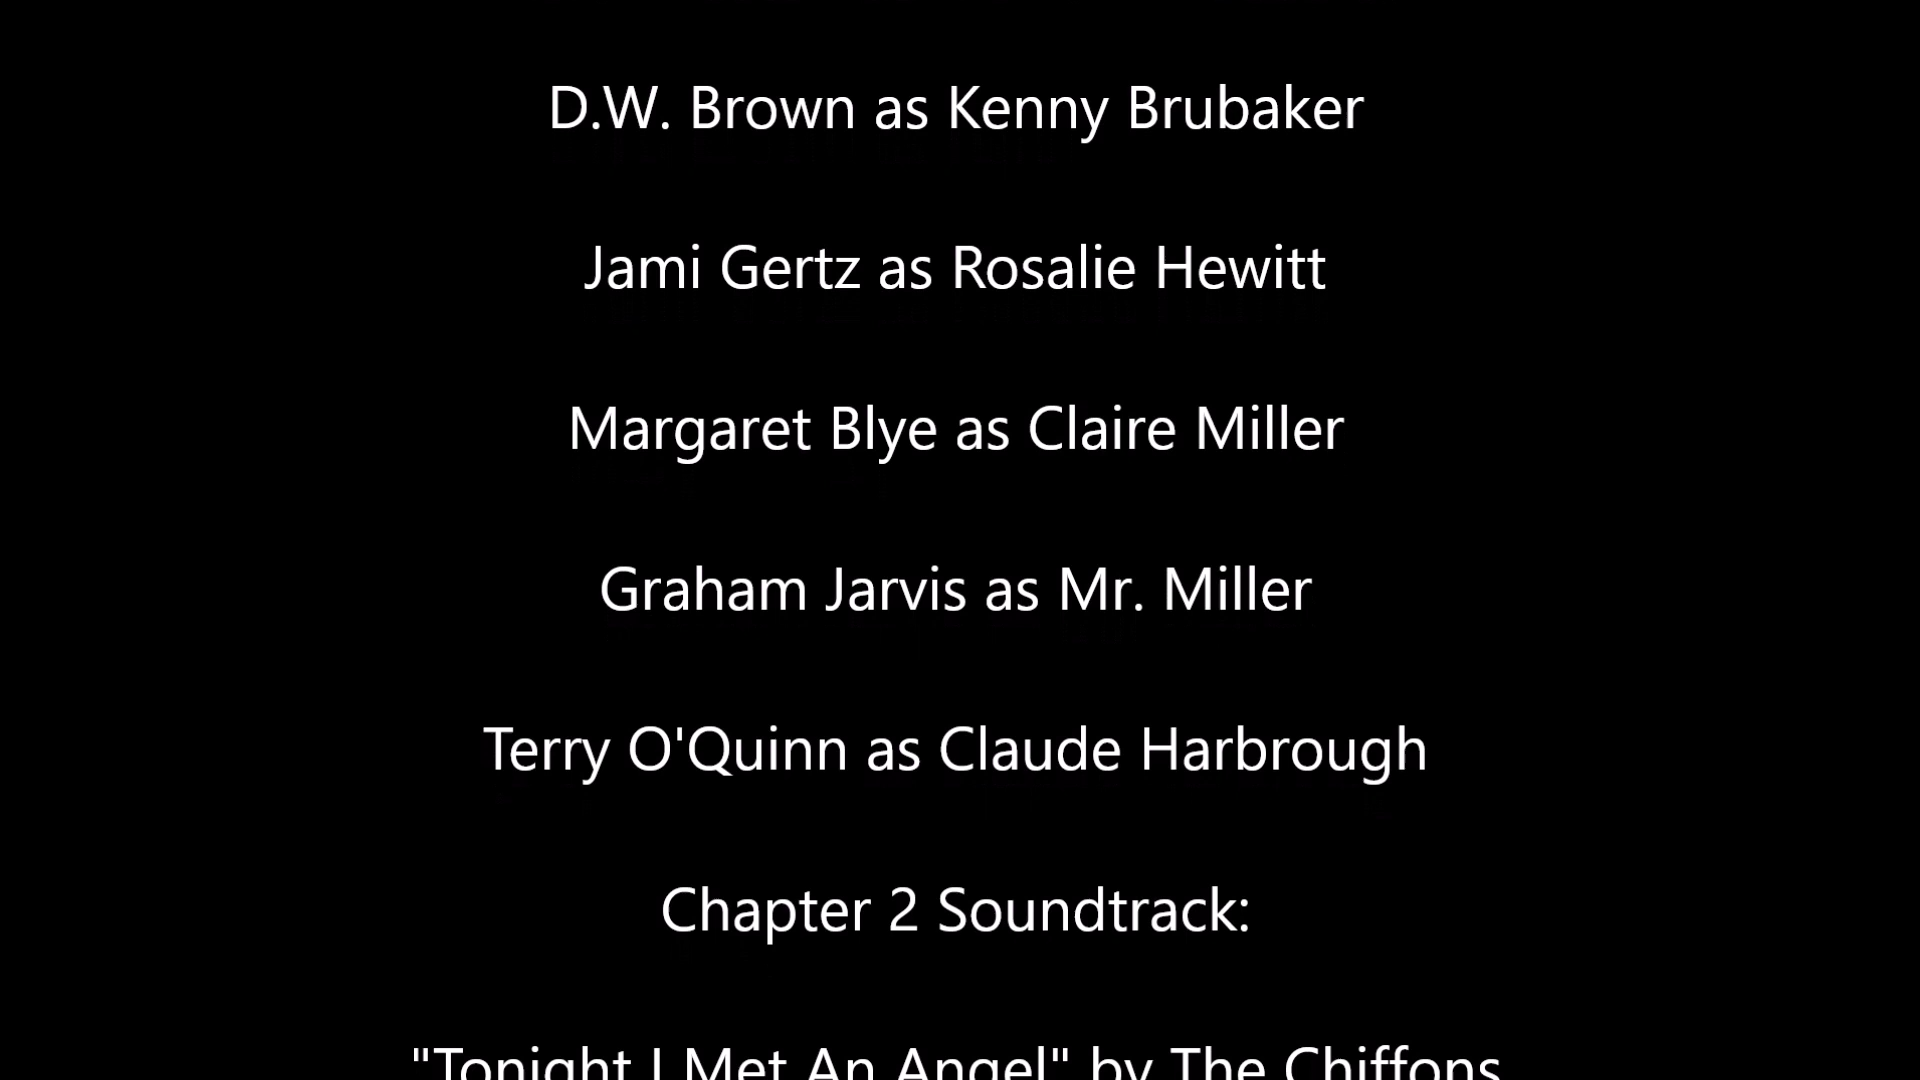 D.W. Brown as Kenny Brubaker
Jami Gertz as Rosalie Hewitt
Margaret Blye as Claire Miller
Graham Jarvis as Mr. Miller
Terry O'Quinn as Claude Harbrough
Chapter 2 Soundtrack:
"Tonight I Met An Angel" by The Chiffons